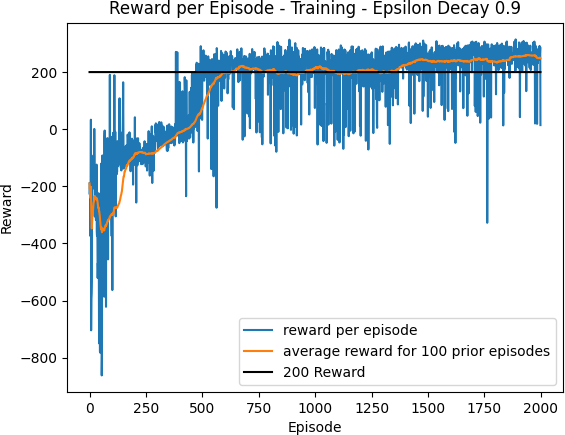 Reward per Episode - Training - Epsilon Decay 0.9
Reward
200
0
−200
−400
−600
−800
reward per episode
average reward for 100 prior episodes
200 Reward
0
250
500
750
1000
1250
1500
1750
2000
Episode